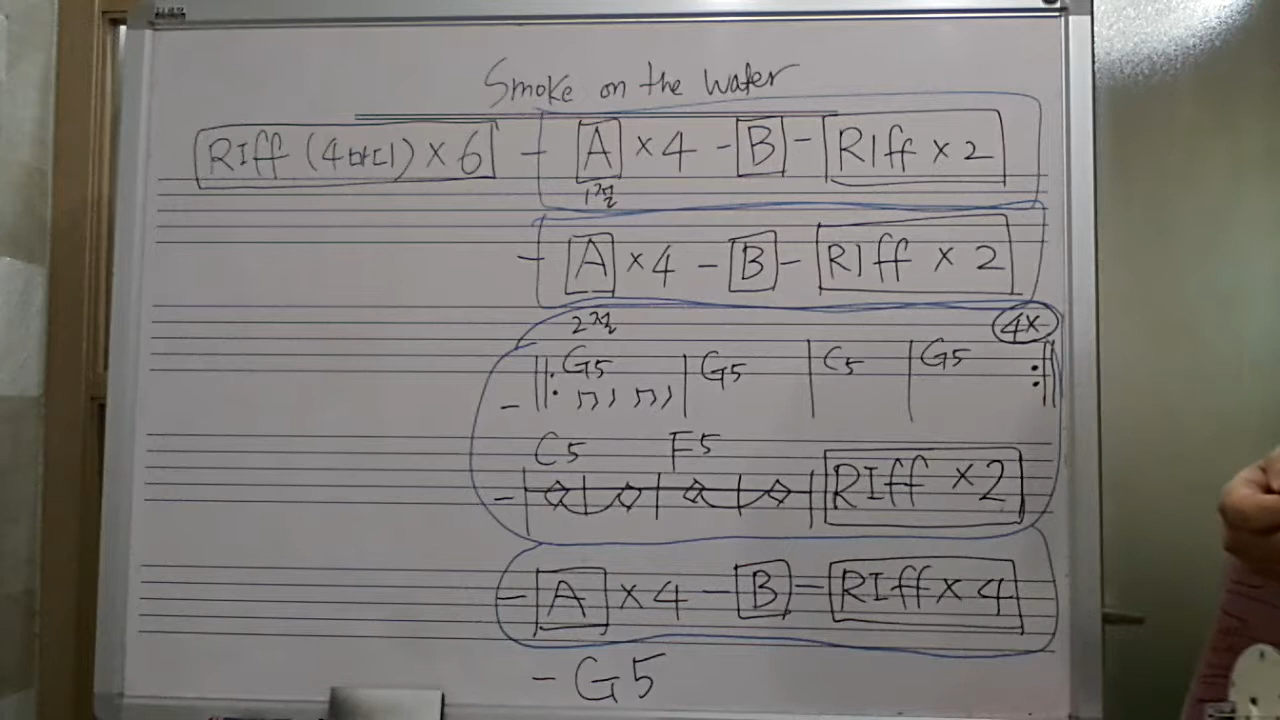 Smoke on the water
RIff (4마디) × 6 - A × 4 - B - RIff × 2
1절
- A × 4 - B - RIff × 2
2절 4×
- G5 G5 C5 G5
C5 F5
- RIff × 2
- A × 4 - B - RIff × 4
- G5